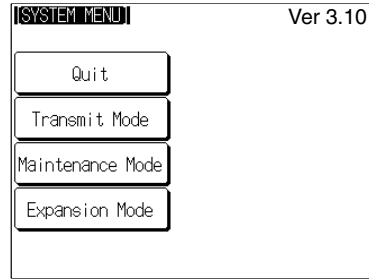 SYSTEM MENU
Ver 3.10
Quit
Transmit Mode
Maintenance Mode
Expansion Mode